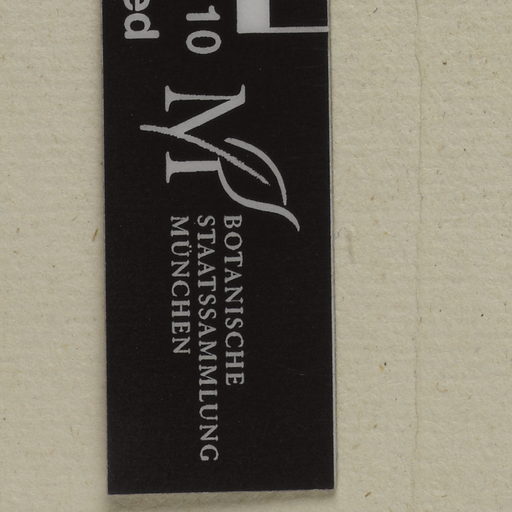 10
ed
BOTANISCHE
STAATSSAMMLUNG
MÜNCHEN